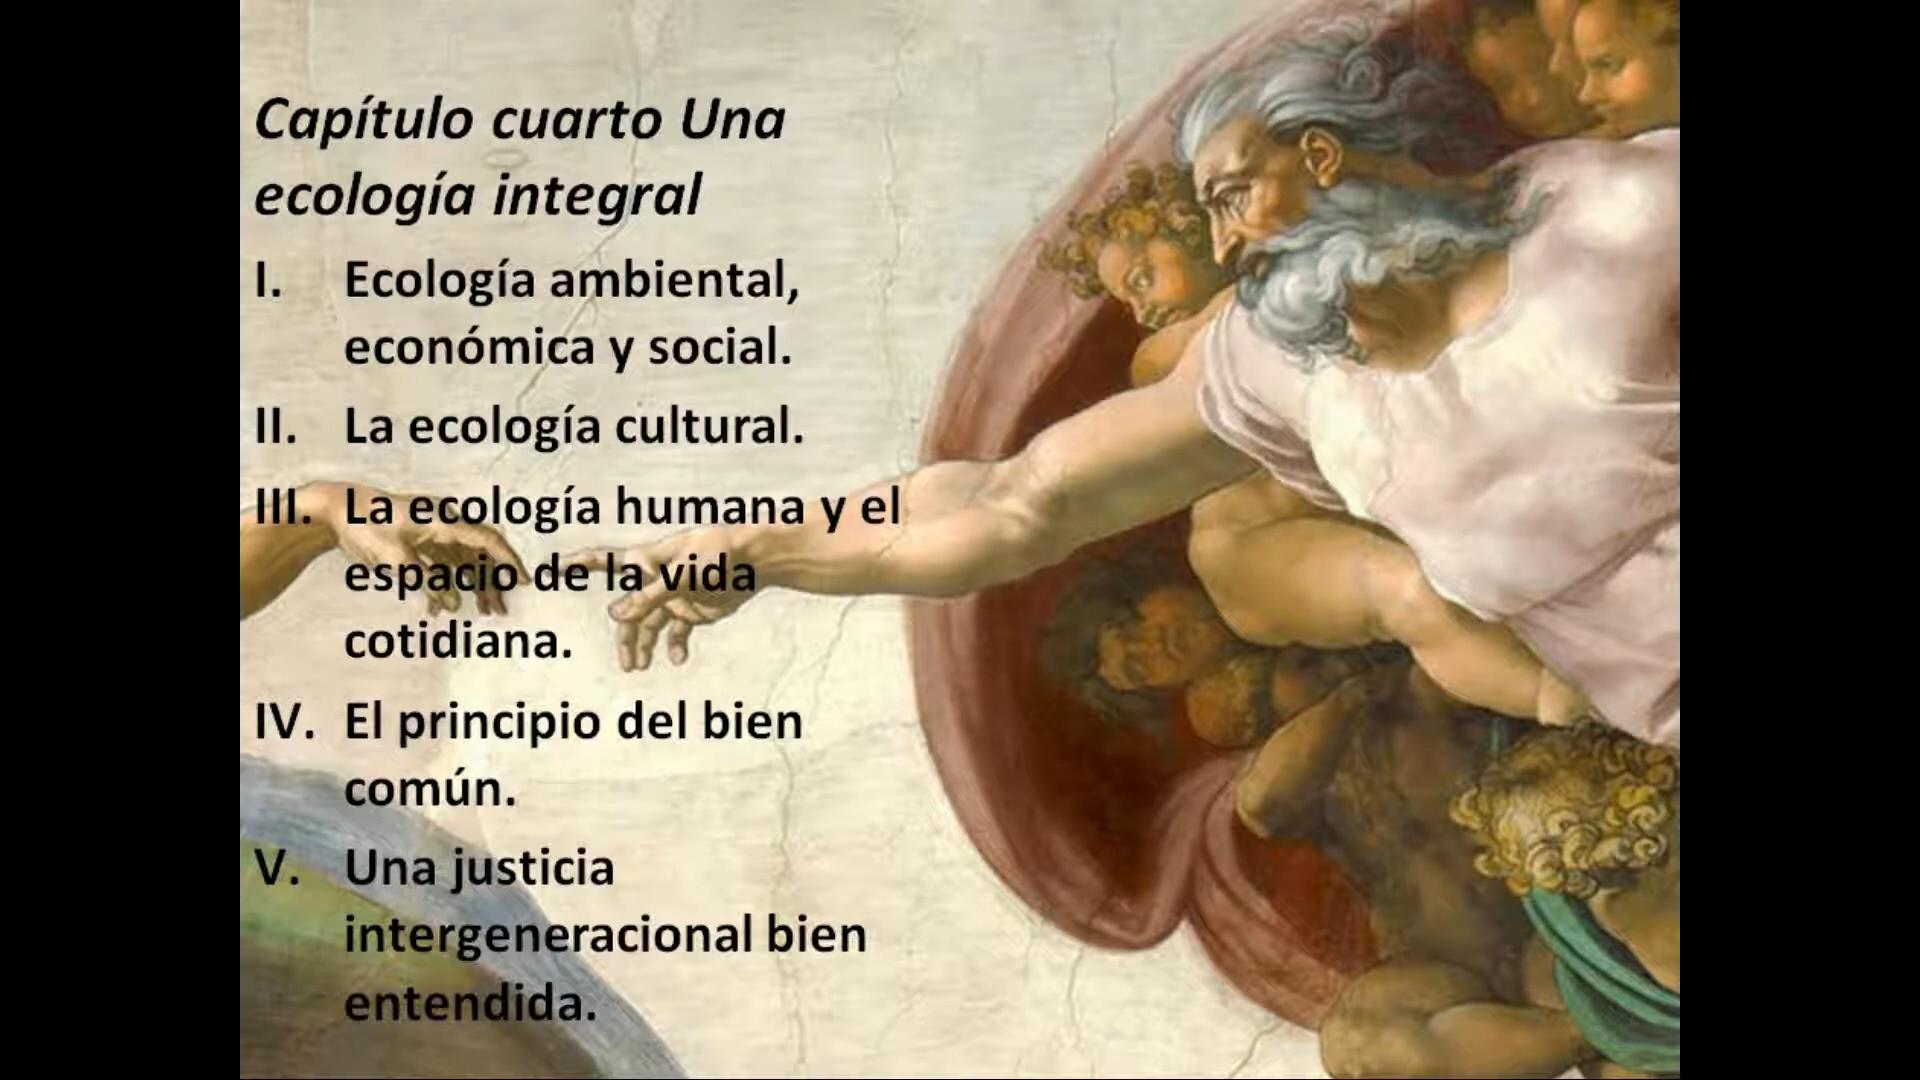 Capítulo cuarto Una
ecología integral
I. Ecología ambiental,
económica y social.
II. La ecología cultural.
III. La ecología humana y el
espacio de la vida
cotidiana.
IV. El principio del bien
común.
V. Una justicia
intergeneracional bien
entendida.